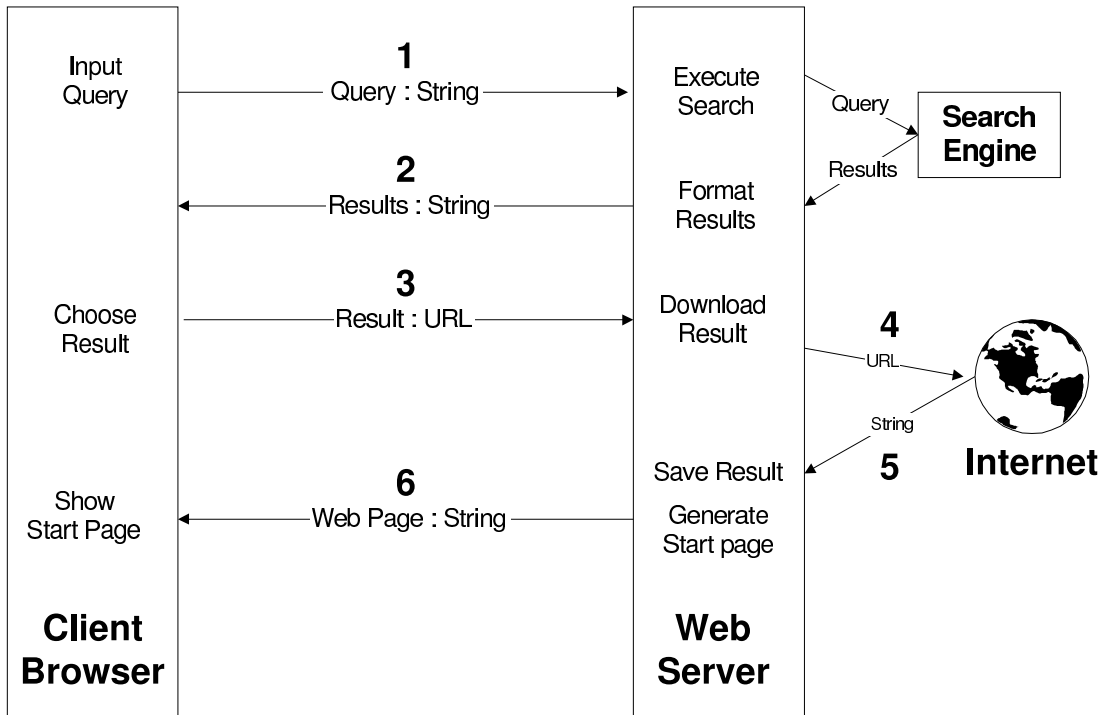 1
Input
Query
Query : String
Execute
Search
Query
Search
Engine
2
Results
Results : String
Format
Results
3
Choose
Result
Result : URL
Download
Result
4
URL
String
5
Internet
6
Save Result
Show
Start Page
Web Page : String
Generate
Start page
Client
Browser
Web
Server